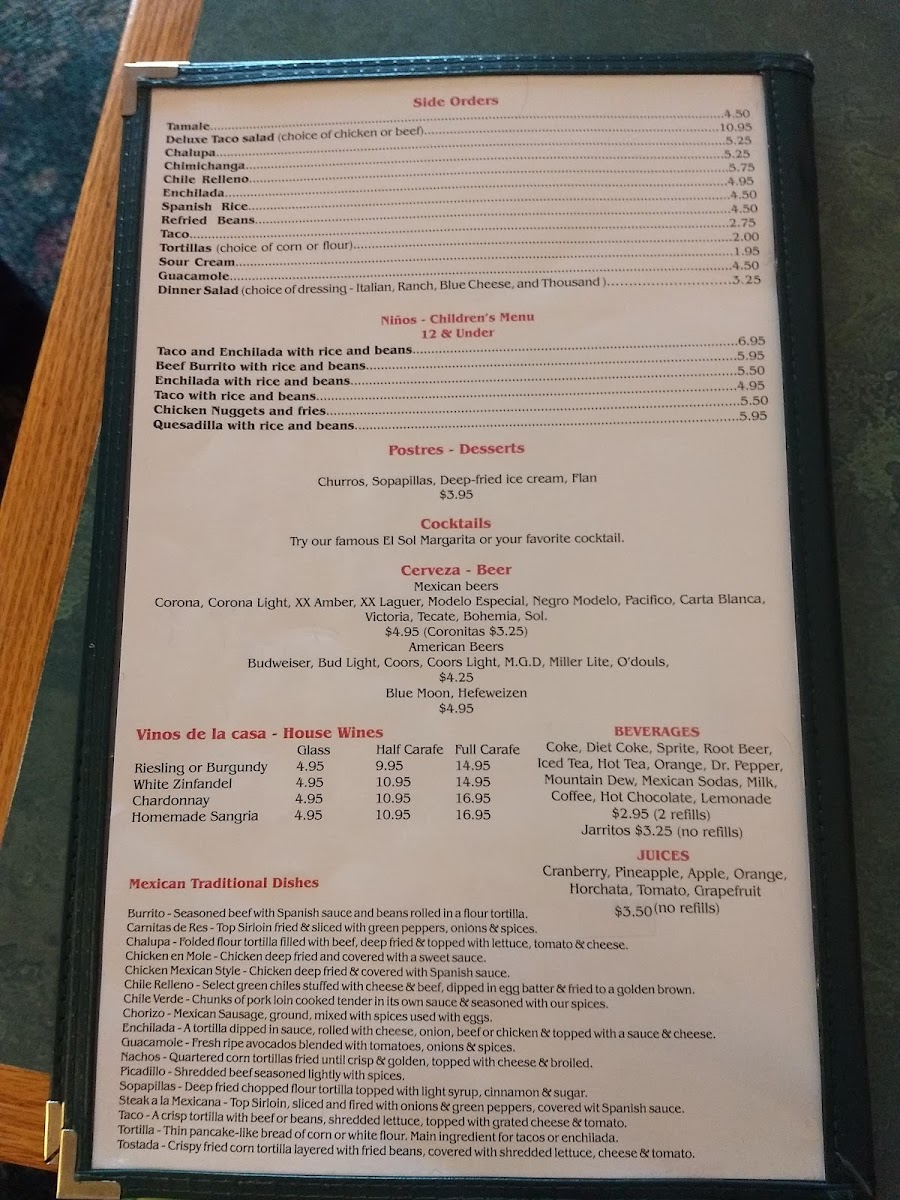 Side Orders
Tamale....4.50
Deluxe Taco salad (choice of chicken or beef)....10.95
Chalupa....5.25
Chimichanga....5.25
Chile Relleno....5.75
Enchilada....4.95
Spanish Rice....4.50
Refried Beans....4.50
Taco....2.75
Tortillas (choice of corn or flour)....2.00
Sour Cream....1.95
Guacamole....4.50
Dinner Salad (choice of dressing - Italian, Ranch, Blue Cheese, and Thousand )....3.25
Niños - Children's Menu
12 & Under
Taco and Enchilada with rice and beans....6.95
Beef Burrito with rice and beans....5.95
Enchilada with rice and beans....5.50
Taco with rice and beans....4.95
Chicken Nuggets and fries....5.50
Quesadilla with rice and beans....5.95
Postres - Desserts
Churros, Sopapillas, Deep-fried ice cream, Flan
$3.95
Cocktails
Try our famous El Sol Margarita or your favorite cocktail.
Cerveza - Beer
Mexican beers
Corona, Corona Light, XX Amber, XX Laguer, Modelo Especial, Negro Modelo, Pacifico, Carta Blanca,
Victoria, Tecate, Bohemia, Sol.
$4.95 (Coronitas $3.25)
American Beers
Budweiser, Bud Light, Coors, Coors Light, M.G.D, Miller Lite, O'douls,
$4.25
Blue Moon, Hefeweizen
$4.95
Vinos de la casa - House Wines
Glass Half Carafe Full Carafe
Riesling or Burgundy 4.95 9.95 14.95
White Zinfandel 4.95 10.95 14.95
Chardonnay 4.95 10.95 16.95
Homemade Sangria 4.95 10.95 16.95
BEVERAGES
Coke, Diet Coke, Sprite, Root Beer,
Iced Tea, Hot Tea, Orange, Dr. Pepper,
Mountain Dew, Mexican Sodas, Milk,
Coffee, Hot Chocolate, Lemonade
$2.95 (2 refills)
Jarritos $3.25 (no refills)
JUICES
Cranberry, Pineapple, Apple, Orange,
Horchata, Tomato, Grapefruit
$3.50 (no refills)
Mexican Traditional Dishes
Burrito - Seasoned beef with Spanish sauce and beans rolled in a flour tortilla.
Carnitas de Res - Top Sirloin fried & sliced with green peppers, onions & spices.
Chalupa - Folded flour tortilla filled with beef, deep fried & topped with lettuce, tomato & cheese.
Chicken en Mole - Chicken deep fried and covered with a sweet sauce.
Chicken Mexican Style - Chicken deep fried & covered with Spanish sauce.
Chile Relleno - Select green chiles stuffed with cheese & beef, dipped in egg batter & fried to a golden brown.
Chile Verde - Chunks of pork loin cooked tender in its own sauce & seasoned with our spices.
Chorizo - Mexican Sausage, ground, mixed with spices used with eggs.
Enchilada - A tortilla dipped in sauce, rolled with cheese, onion, beef or chicken & topped with a sauce & cheese.
Guacamole - Fresh ripe avocados blended with tomatoes, onions & spices.
Nachos - Quartered corn tortillas fried until crisp & golden, topped with cheese & broiled.
Picadillo - Shredded beef seasoned lightly with spices.
Sopapillas - Deep fried chopped flour tortilla topped with light syrup, cinnamon & sugar.
Steak a la Mexicana - Top Sirloin, sliced and fired with onions & green peppers, covered wit Spanish sauce.
Taco - A crisp tortilla with beef or beans, shredded lettuce, topped with grated cheese & tomato.
Tortilla - Thin pancake-like bread of corn or white flour. Main ingredient for tacos or enchilada.
Tostada - Crispy fried corn tortilla layered with fried beans, covered with shredded lettuce, cheese & tomato.